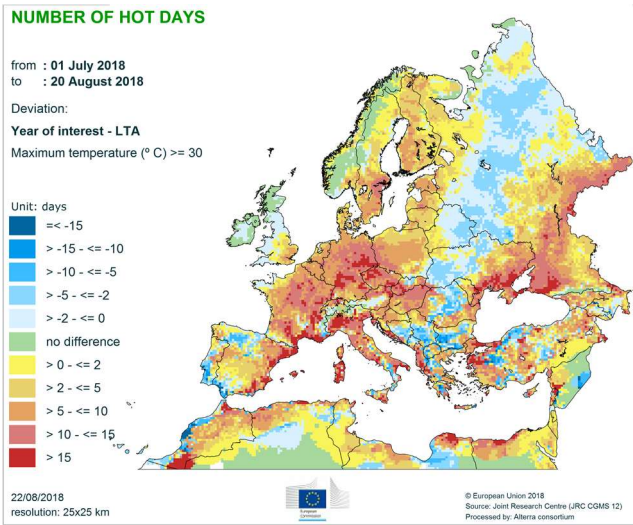 NUMBER OF HOT DAYS
from : 01 July 2018
to : 20 August 2018
Deviation:
Year of interest - LTA
Maximum temperature (º C) >= 30
Unit: days
=< -15
> -15 - <= -10
> -10 - <= -5
> -5 - <= -2
> -2 - <= 0
no difference
> 0 - <= 2
> 2 - <= 5
> 5 - <= 10
> 10 - <= 15
> 15
22/08/2018
resolution: 25x25 km
European
Commission
© European Union 2018
Source: Joint Research Centre (JRC CGMS 12)
Processed by: Alterra consortium